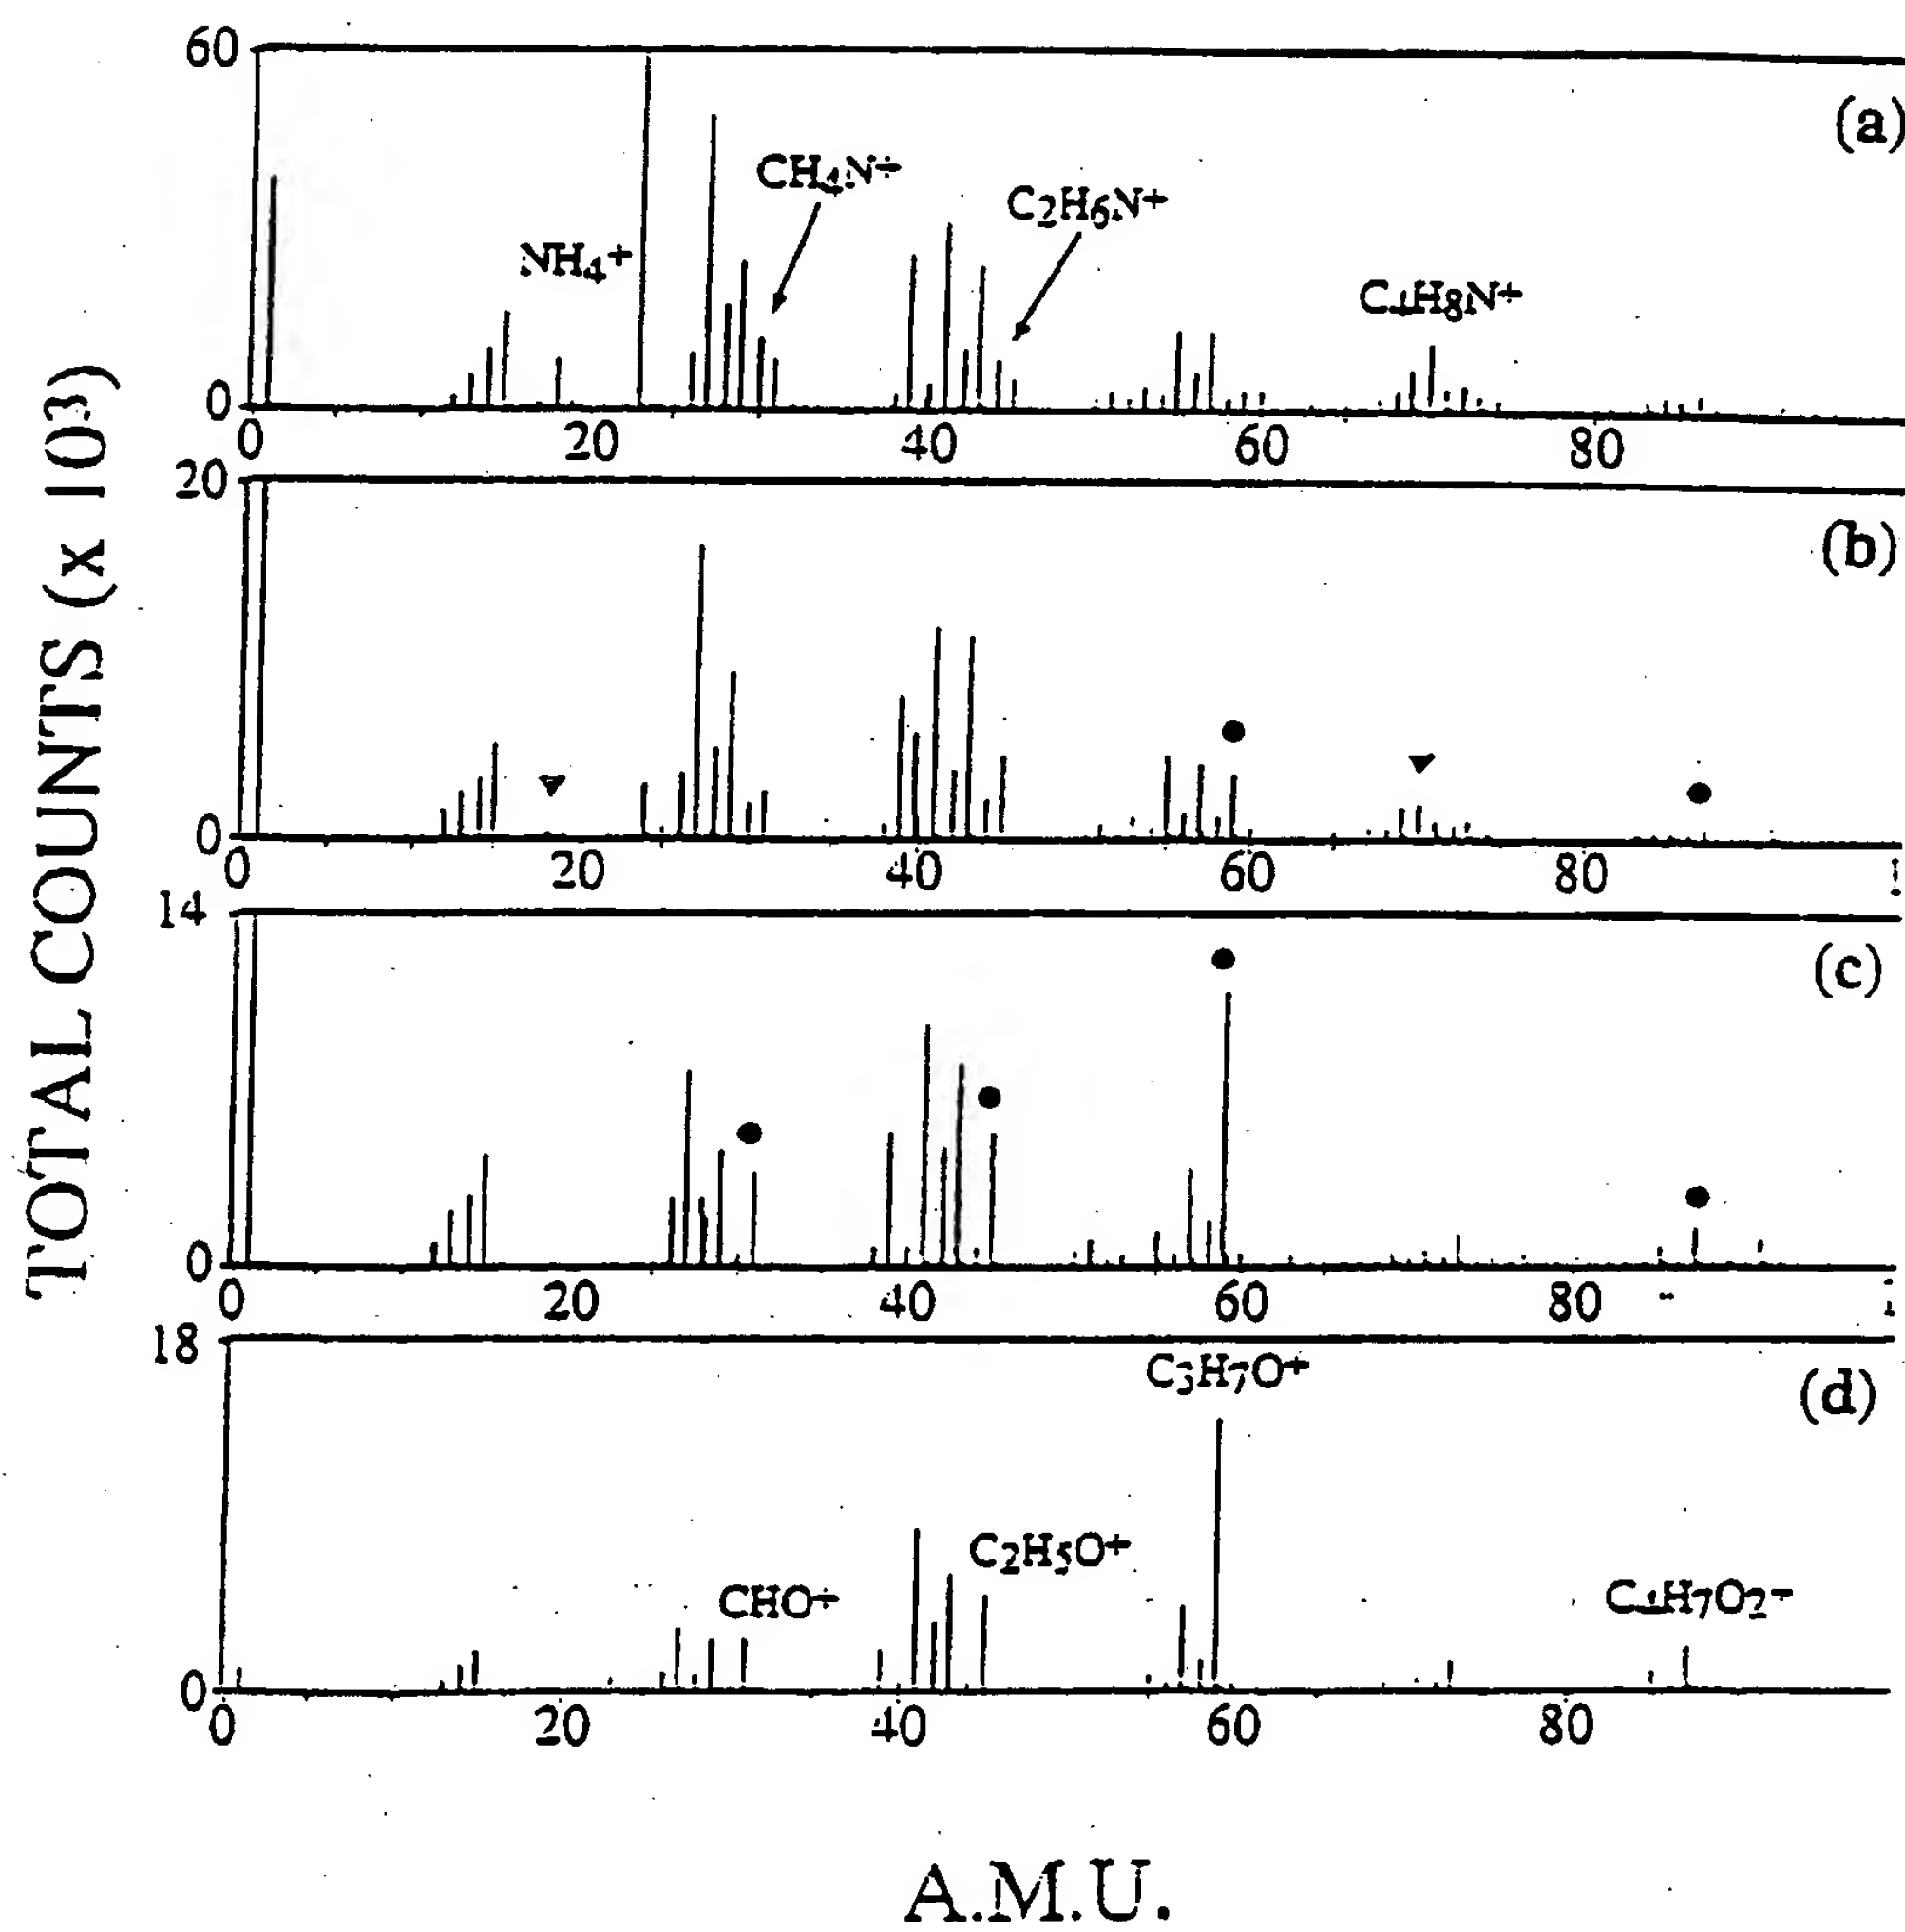 TOTAL COUNTS (x 10³)
60
(a)
CH₄N+
C₂H₆N+
NH₄+
C₄H₈N+
0
0 20 40 60 80
20
(b)
0
0 20 40 60 80
14
(c)
0
0 20 40 60 80
18
C₃H₇O+
(d)
C₂H₅O+
CHO+
C₄H₇O₂-
0
0 20 40 60 80
A.M.U.